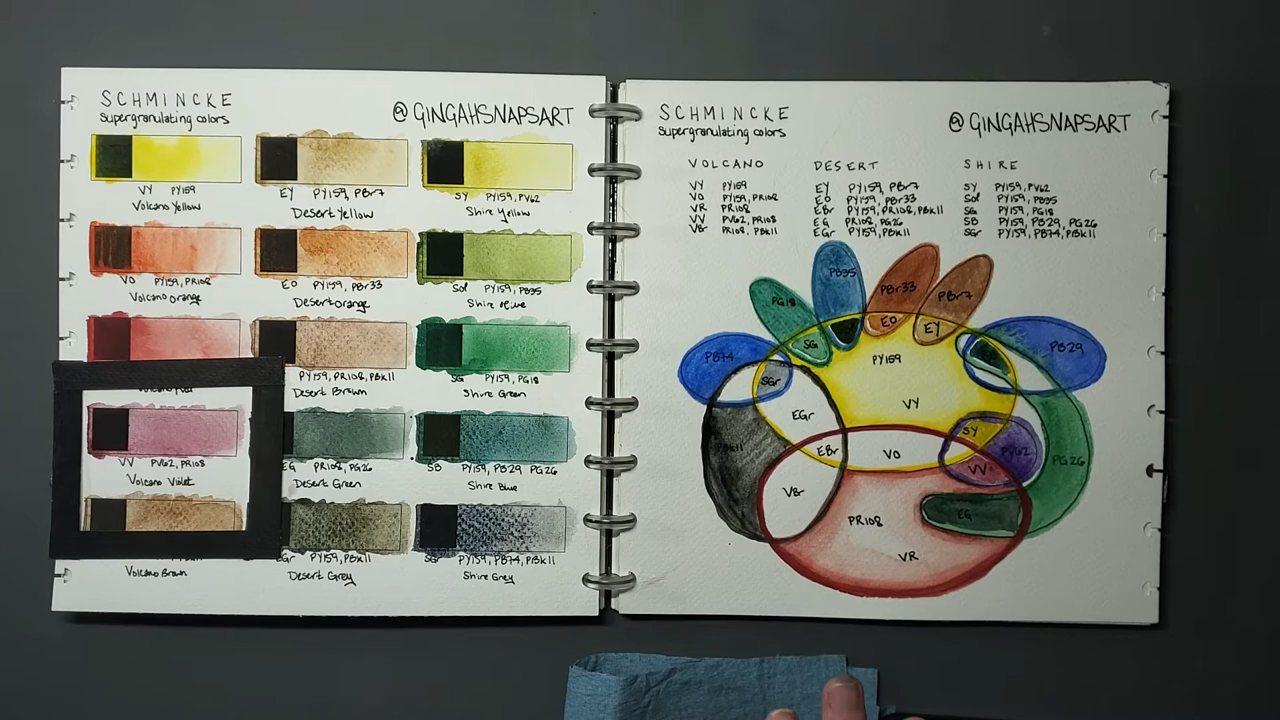 SCHMINCKE
supergranulating colors
@GINGAHSNAPSART
VY PY159
Volcano Yellow
EY PY159, PBr7
Desert Yellow
SY PY159, PV62
Shire Yellow
VO PY159, PR108
Volcano Orange
EO PY159, PBr33
Desert Orange
Sol PY159, PB35
Shire Olive
PY159, PR108, PBK11
Desert Brown
SG PY159, PG18
Shire Green
VV PV62, PR108
Volcano Violet
EG PR108, PG26
Desert Green
SB PY159, PB29 PG26
Shire Blue
Volcano Brown
EGr PY159, PBK11
Desert Grey
SGr PY159, PB74, PBK11
Shire Grey
SCHMINCKE
supergranulating colors
@GINGAHSNAPSART
VOLCANO
VY PY159
VO PY159, PR108
VR PR108
VV PV62, PR108
VBr PR108, PBK11
DESERT
EY PY159, PBr7
EO PY159, PBr33
EBr PY159, PR108, PBK11
EG PR108, PG26
EGr PY159, PBK11
SHIRE
SY PY159, PV62
Sol PY159, PB35
SG PY159, PG18
SB PY159, PB29, PG26
SGr PY159, PB74, PBK11
PB35
PG18
PBr33
PBr7
EO
EY
SG
PB74
PY159
PB29
SGr
VY
EGr
SY
PV62
PG26
EBr
VO
VV
VBr
PR108
EG
VR